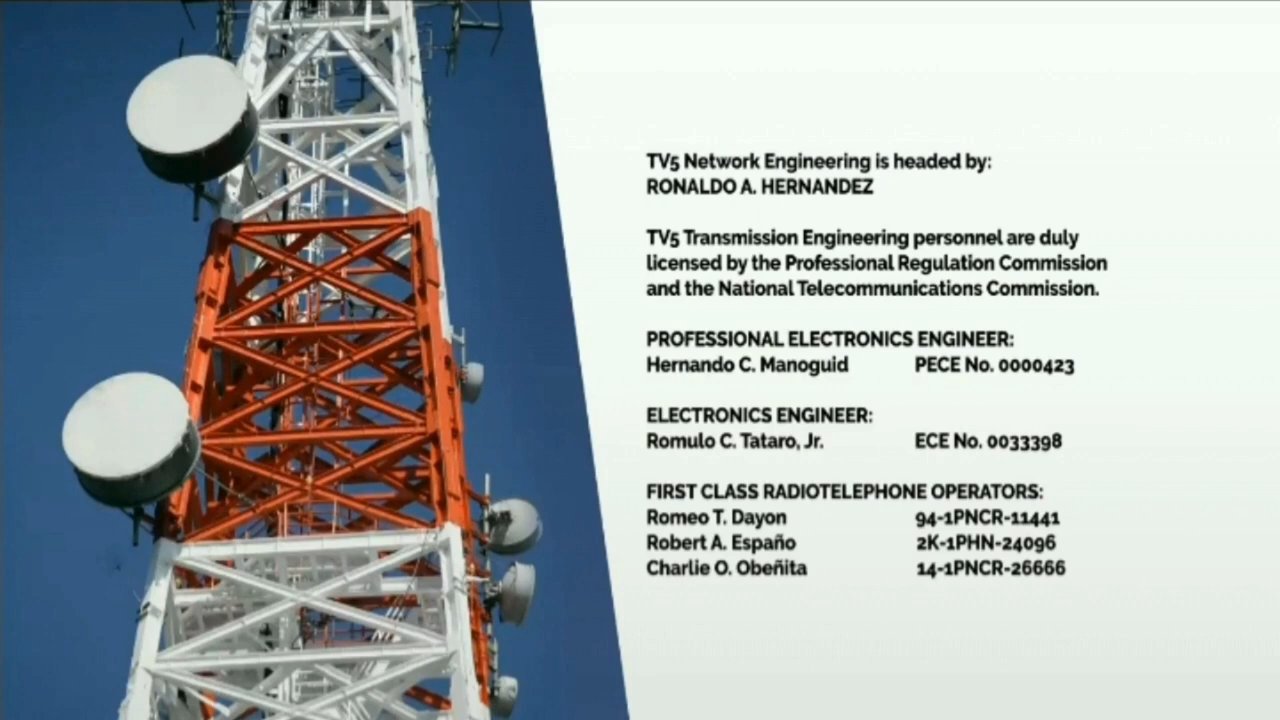 TV5 Network Engineering is headed by:
RONALDO A. HERNANDEZ
TV5 Transmission Engineering personnel are duly
licensed by the Professional Regulation Commission
and the National Telecommunications Commission.
PROFESSIONAL ELECTRONICS ENGINEER:
Hernando C. Manoguid PECE No. 0000423
ELECTRONICS ENGINEER:
Romulo C. Tataro, Jr. ECE No. 0033398
FIRST CLASS RADIOTELEPHONE OPERATORS:
Romeo T. Dayon 94-1PNCR-11441
Robert A. Españo 2K-1PHN-24096
Charlie O. Obeñita 14-1PNCR-26666